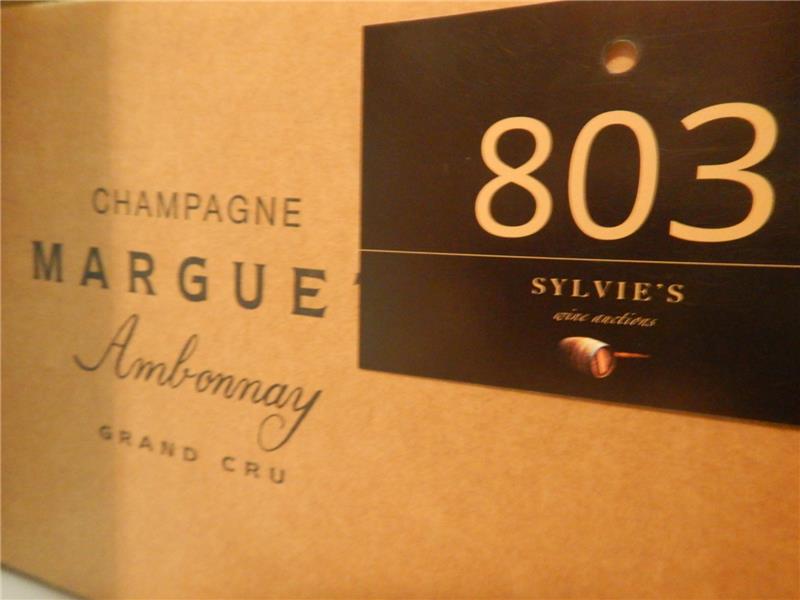 CHAMPAGNE
MARGUE
Ambonnay
GRAND CRU
803
SYLVIE'S
wine auctions